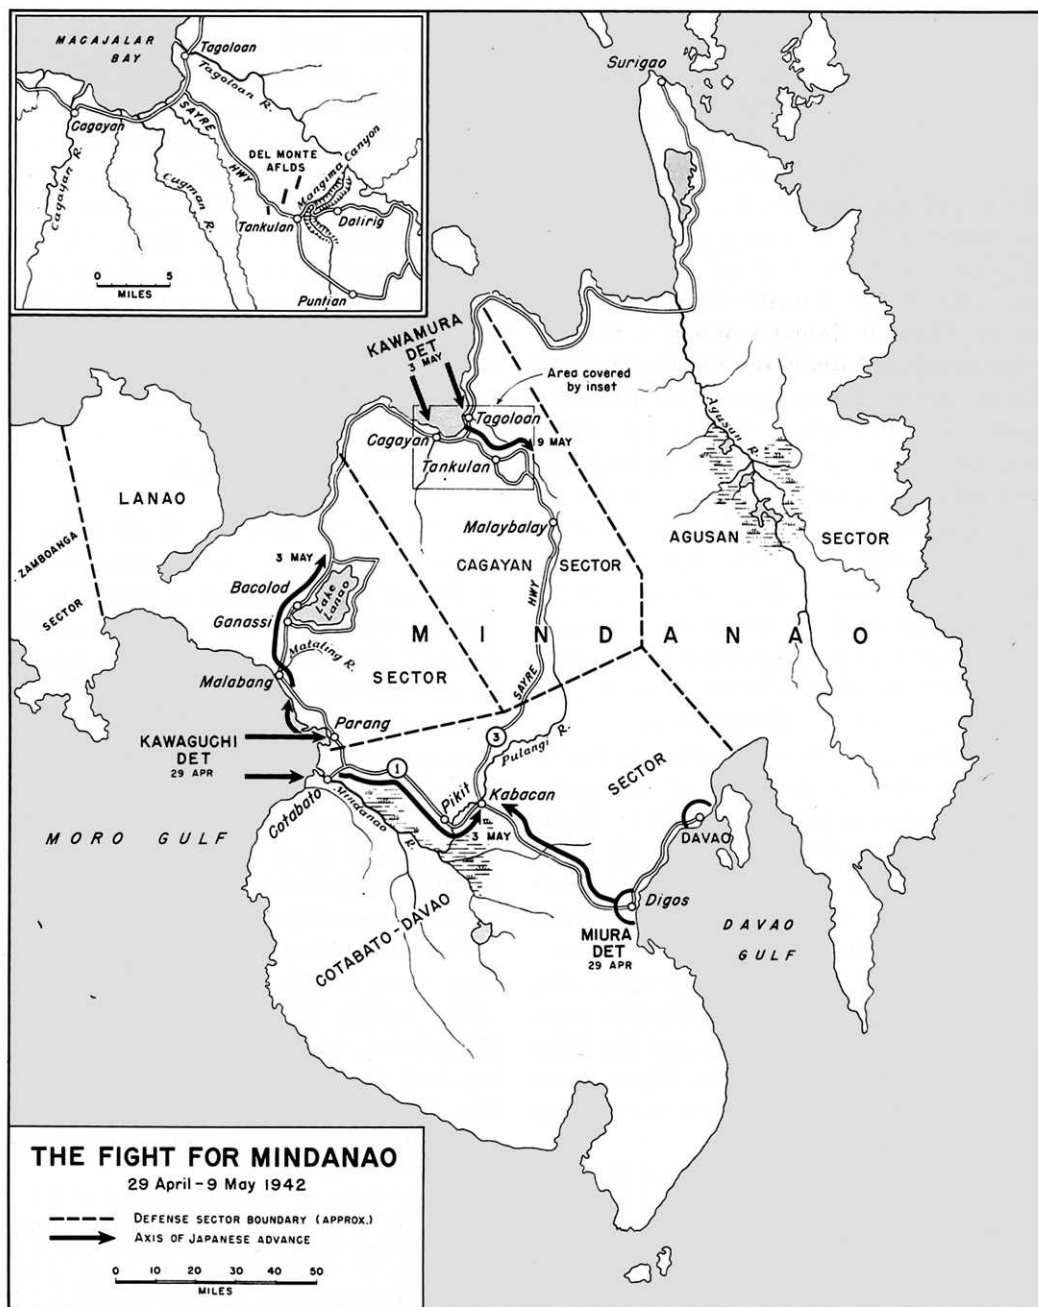 MACAJALAR
BAY
Tagoloan
Tagoloan R.
Cagayan
SAYRE
HWY
Cagayan R.
Cugman R.
DEL MONTE
AFLDS
Mangima Canyon
Tankulan
Dalirig
Puntian
0 5
MILES
Surigao
KAWAMURA
DET
3 MAY
Area covered
by inset
Tagoloan
Cagayan
9 MAY
Tankulan
Agusan R.
LANAO
Malaybalay
AGUSAN SECTOR
ZAMBOANGA
SECTOR
3 MAY
CAGAYAN SECTOR
Bacolod
Lake
Lanao
Ganassi
HWY
MINDANAO
Mataling R.
Malabang
SECTOR
SAYRE
Parang
3
Pulangi R.
KAWAGUCHI
DET
29 APR
1
SECTOR
Cotabato
Mindanao R.
Pikit
Kabacan
3 MAY
DAVAO
MORO GULF
Digos
COTABATO-DAVAO
MIURA
DET
29 APR
DAVAO
GULF
THE FIGHT FOR MINDANAO
29 April-9 May 1942
DEFENSE SECTOR BOUNDARY (APPROX.)
AXIS OF JAPANESE ADVANCE
0 10 20 30 40 50
MILES